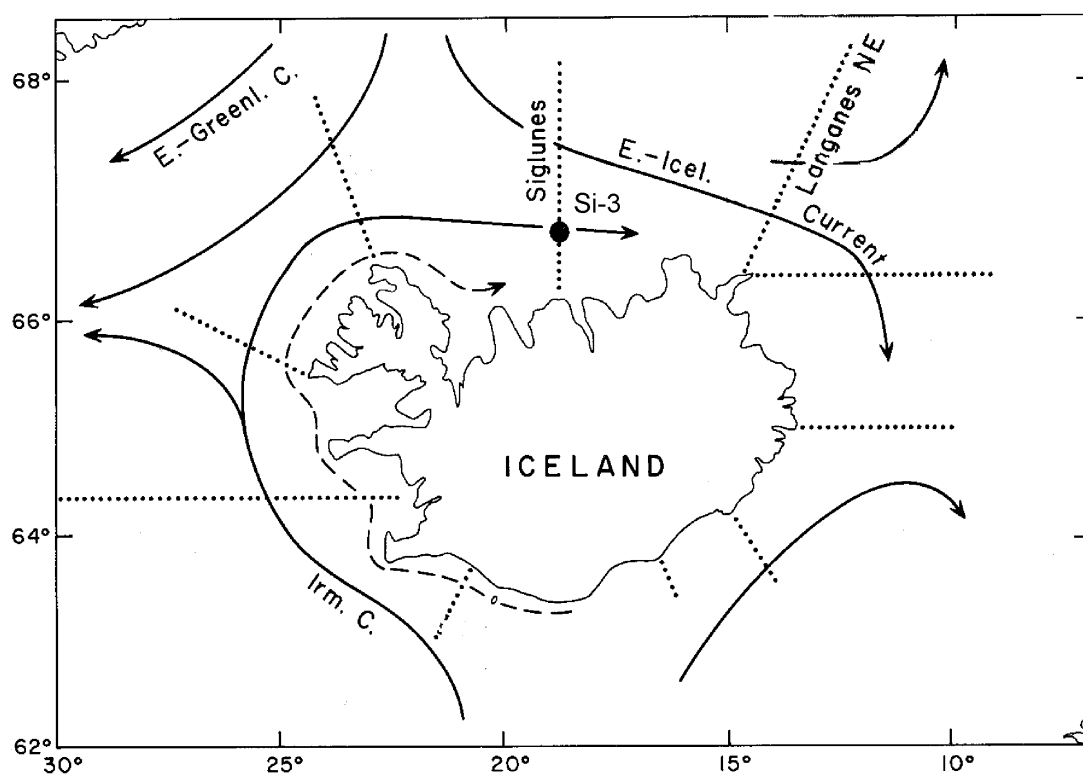 68°
66°
64°
62°
30°
25°
20°
15°
10°
E.-Greenl. C.
Siglunes
Si-3
E.-Icel.
Current
Langanes NE
ICELAND
Irm. C.